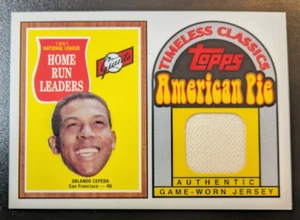 1961
NATIONAL LEAGUE
HOME
RUN
LEADERS
Giants
ORLANDO CEPEDA
San Francisco — 46
TIMELESS CLASSICS
TOPPS
American Pie
AUTHENTIC
GAME-WORN JERSEY